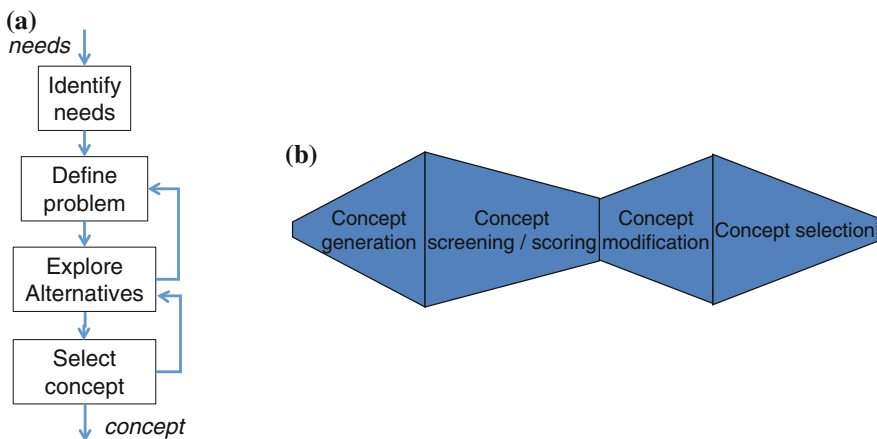 (a)
needs
Identify
needs
Define
problem
Explore
Alternatives
Select
concept
concept
(b)
Concept
generation
Concept
screening / scoring
Concept
modification
Concept selection